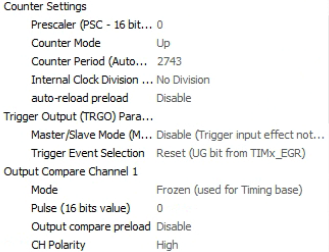 Counter Settings
Prescaler (PSC - 16 bit... 0
Counter Mode Up
Counter Period (Auto... 2743
Internal Clock Division ... No Division
auto-reload preload Disable
Trigger Output (TRGO) Para...
Master/Slave Mode (M... Disable (Trigger input effect not...
Trigger Event Selection Reset (UG bit from TIMx_EGR)
Output Compare Channel 1
Mode Frozen (used for Timing base)
Pulse (16 bits value) 0
Output compare preload Disable
CH Polarity High